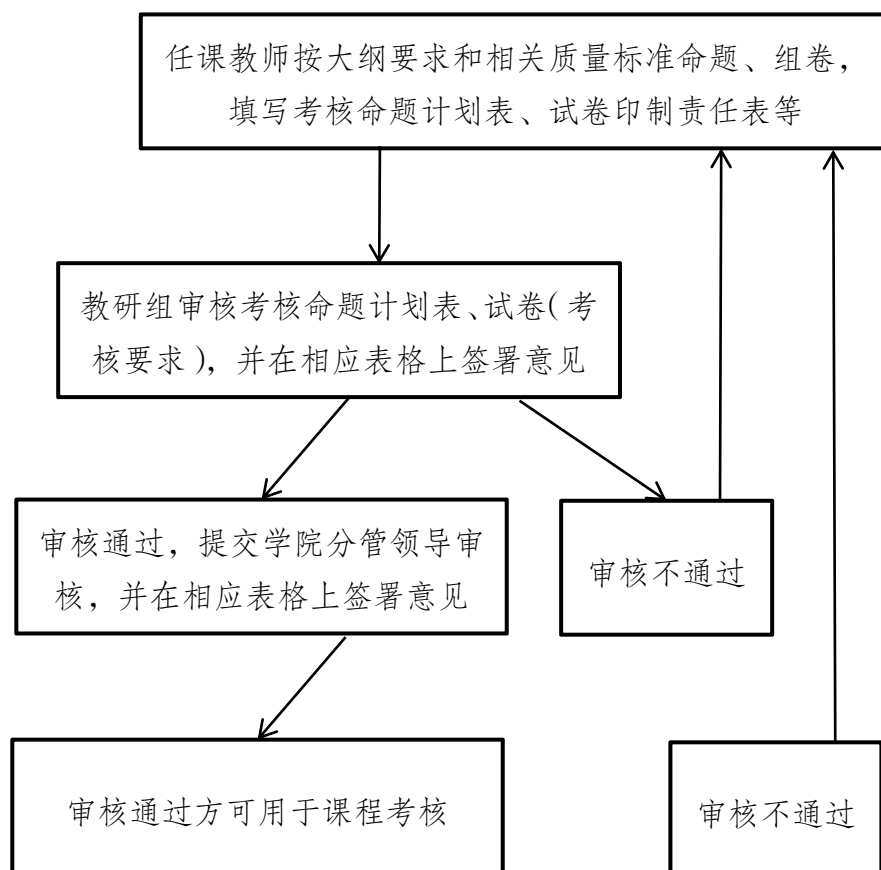 任课教师按大纲要求和相关质量标准命题、组卷，
填写考核命题计划表、试卷印制责任表等
教研组审核考核命题计划表、试卷(考
核要求)，并在相应表格上签署意见
审核通过，提交学院分管领导审
核，并在相应表格上签署意见
审核不通过
审核通过方可用于课程考核
审核不通过